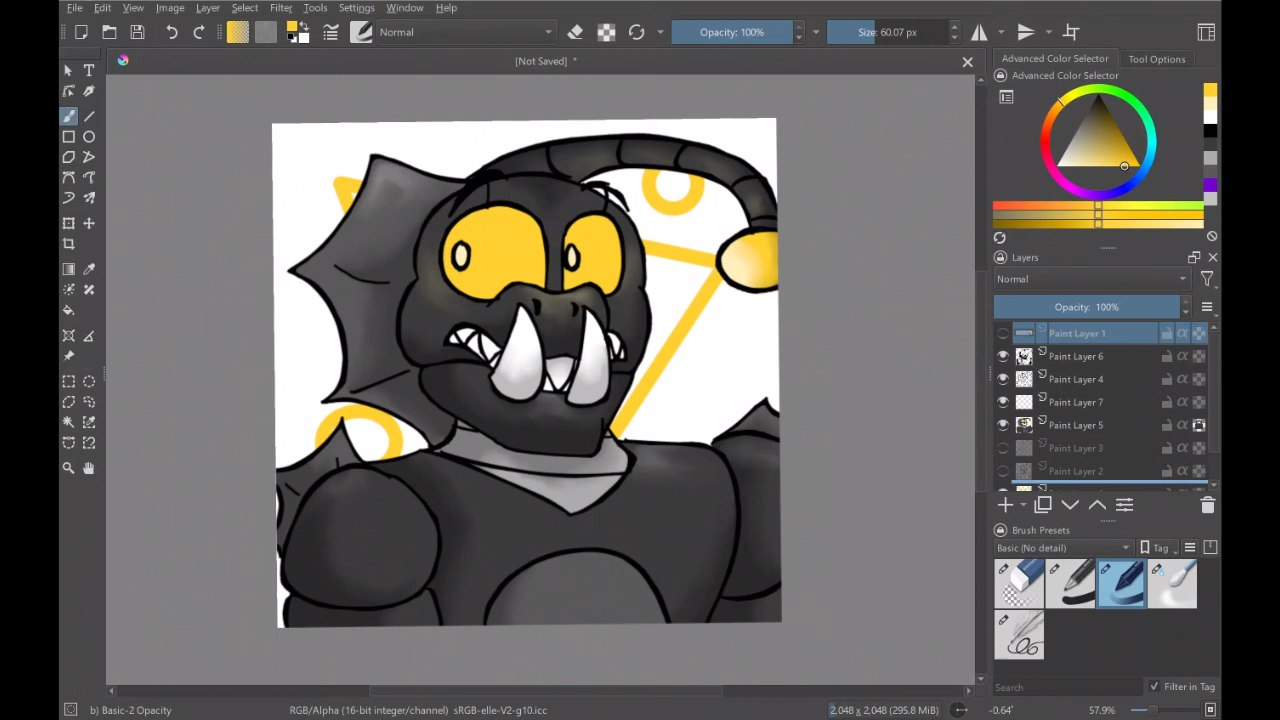 File Edit View Image Layer Select Filter Tools Settings Window Help
Normal Opacity: 100% Size: 60.07 px
[Not Saved] *
Advanced Color Selector Tool Options
Advanced Color Selector
Layers
Normal
Opacity: 100%
Paint Layer 1
Paint Layer 6
Paint Layer 4
Paint Layer 7
Paint Layer 5
Paint Layer 3
Paint Layer 2
Brush Presets
Basic (No detail) Tag
Search Filter in Tag
b) Basic-2 Opacity RGB/Alpha (16-bit integer/channel) sRGB-elle-V2-g10.icc 2,048 x 2,048 (295.8 MiB) -0.64° 57.9%